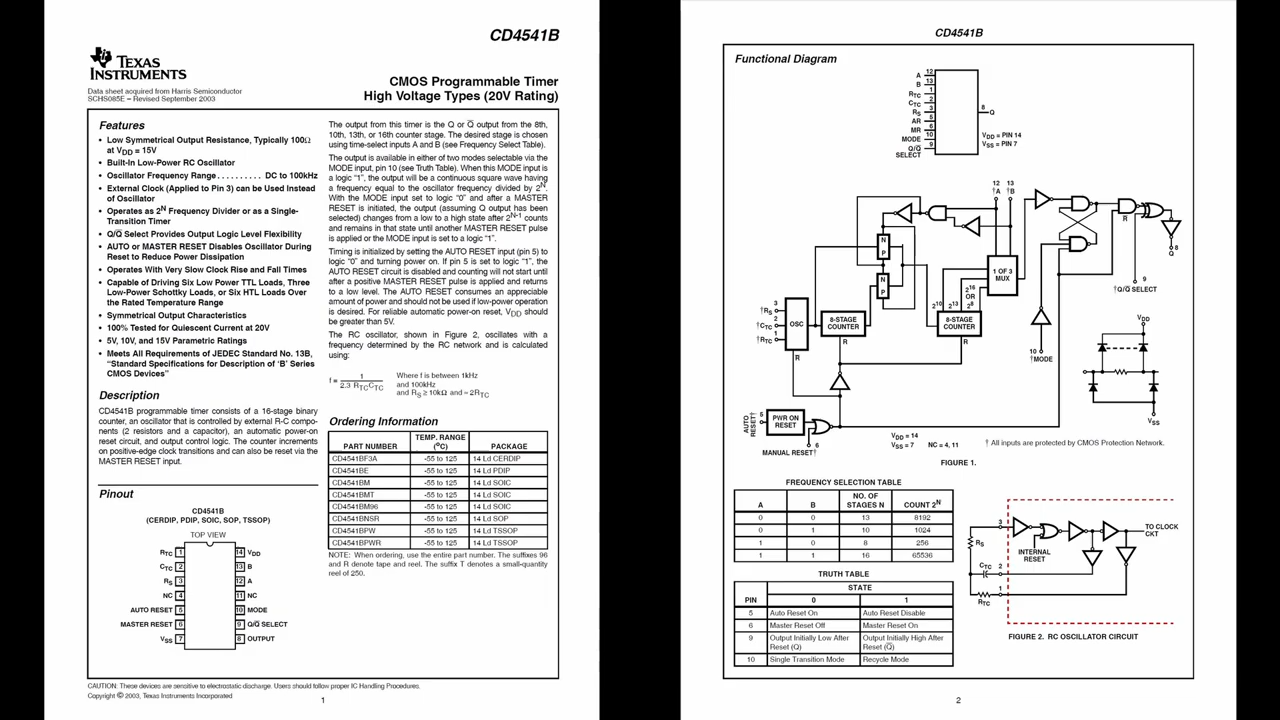 CD4541B
TEXAS
INSTRUMENTS
Data sheet acquired from Harris Semiconductor
SCHS085E − Revised September 2003
CMOS Programmable Timer
High Voltage Types (20V Rating)
Features
• Low Symmetrical Output Resistance, Typically 100Ω
at VDD = 15V
• Built-In Low-Power RC Oscillator
• Oscillator Frequency Range . . . . . . . . . . DC to 100kHz
• External Clock (Applied to Pin 3) can be Used Instead
of Oscillator
• Operates as 2N Frequency Divider or as a Single-
Transition Timer
• Q/Q̅ Select Provides Output Logic Level Flexibility
• AUTO or MASTER RESET Disables Oscillator During
Reset to Reduce Power Dissipation
• Operates With Very Slow Clock Rise and Fall Times
• Capable of Driving Six Low Power TTL Loads, Three
Low-Power Schottky Loads, or Six HTL Loads Over
the Rated Temperature Range
• Symmetrical Output Characteristics
• 100% Tested for Quiescent Current at 20V
• 5V, 10V, and 15V Parametric Ratings
• Meets All Requirements of JEDEC Standard No. 13B,
"Standard Specifications for Description of 'B' Series
CMOS Devices"
Description
CD4541B programmable timer consists of a 16-stage binary
counter, an oscillator that is controlled by external R-C compo-
nents (2 resistors and a capacitor), an automatic power-on
reset circuit, and output control logic. The counter increments
on positive-edge clock transitions and can also be reset via the
MASTER RESET input.
Pinout
CD4541B
(CERDIP, PDIP, SOIC, SOP, TSSOP)
TOP VIEW
RTC 1 14 VDD
CTC 2 13 B
RS 3 12 A
NC 4 11 NC
AUTO RESET 5 10 MODE
MASTER RESET 6 9 Q/Q̅ SELECT
VSS 7 8 OUTPUT
The output from this timer is the Q or Q̅ output from the 8th,
10th, 13th, or 16th counter stage. The desired stage is chosen
using time-select inputs A and B (see Frequency Select Table).
The output is available in either of two modes selectable via the
MODE input, pin 10 (see Truth Table). When this MODE input is
a logic "1", the output will be a continuous square wave having
a frequency equal to the oscillator frequency divided by 2N.
With the MODE input set to logic "0" and after a MASTER
RESET is initiated, the output (assuming Q output has been
selected) changes from a low to a high state after 2N-1 counts
and remains in that state until another MASTER RESET pulse
is applied or the MODE input is set to a logic "1".
Timing is initialized by setting the AUTO RESET input (pin 5) to
logic "0" and turning power on. If pin 5 is set to logic "1", the
AUTO RESET circuit is disabled and counting will not start until
after a positive MASTER RESET pulse is applied and returns
to a low level. The AUTO RESET consumes an appreciable
amount of power and should not be used if low-power operation
is desired. For reliable automatic power-on reset, VDD should
be greater than 5V.
The RC oscillator, shown in Figure 2, oscillates with a
frequency determined by the RC network and is calculated
using:
f = 1 / 2.3 RTCCTC
Where f is between 1kHz
and 100kHz
and RS ≥ 10kΩ and ≈ 2RTC
Ordering Information
PART NUMBER TEMP. RANGE (oC) PACKAGE
CD4541BF3A -55 to 125 14 Ld CERDIP
CD4541BE -55 to 125 14 Ld PDIP
CD4541BM -55 to 125 14 Ld SOIC
CD4541BMT -55 to 125 14 Ld SOIC
CD4541BM96 -55 to 125 14 Ld SOIC
CD4541BNSR -55 to 125 14 Ld SOP
CD4541BPW -55 to 125 14 Ld TSSOP
CD4541BPWR -55 to 125 14 Ld TSSOP
NOTE: When ordering, use the entire part number. The suffixes 96
and R denote tape and reel. The suffix T denotes a small-quantity
reel of 250.
CAUTION: These devices are sensitive to electrostatic discharge. Users should follow proper IC Handling Procedures.
Copyright © 2003, Texas Instruments Incorporated
1
CD4541B
Functional Diagram
A 12
B 13
RTC 1
CTC 2
RS 3
AR 5
MR 6
MODE 10
Q/Q̅ 9
SELECT
8 Q
VDD = PIN 14
VSS = PIN 7
12 13
†A †B
N
P
N
P
1 OF 3
MUX
R
8
Q
9
†Q/Q̅ SELECT
216
OR
210 213 28
3
†RS
2
†CTC
1
†RTC
OSC
R
8-STAGE
COUNTER
R
8-STAGE
COUNTER
R
10
†MODE
VDD
VSS
AUTO
RESET†
5
PWR ON
RESET
6
MANUAL RESET†
VDD = 14
VSS = 7
NC = 4, 11
† All inputs are protected by CMOS Protection Network.
FIGURE 1.
FREQUENCY SELECTION TABLE
A B NO. OF STAGES N COUNT 2N
0 0 13 8192
0 1 10 1024
1 0 8 256
1 1 16 65536
TRUTH TABLE
PIN STATE
0 1
5 Auto Reset On Auto Reset Disable
6 Master Reset Off Master Reset On
9 Output Initially Low After Reset (Q) Output Initially High After Reset (Q̅)
10 Single Transition Mode Recycle Mode
3
RS
INTERNAL
RESET
TO CLOCK
CKT
CTC 2
1
RTC
FIGURE 2. RC OSCILLATOR CIRCUIT
2